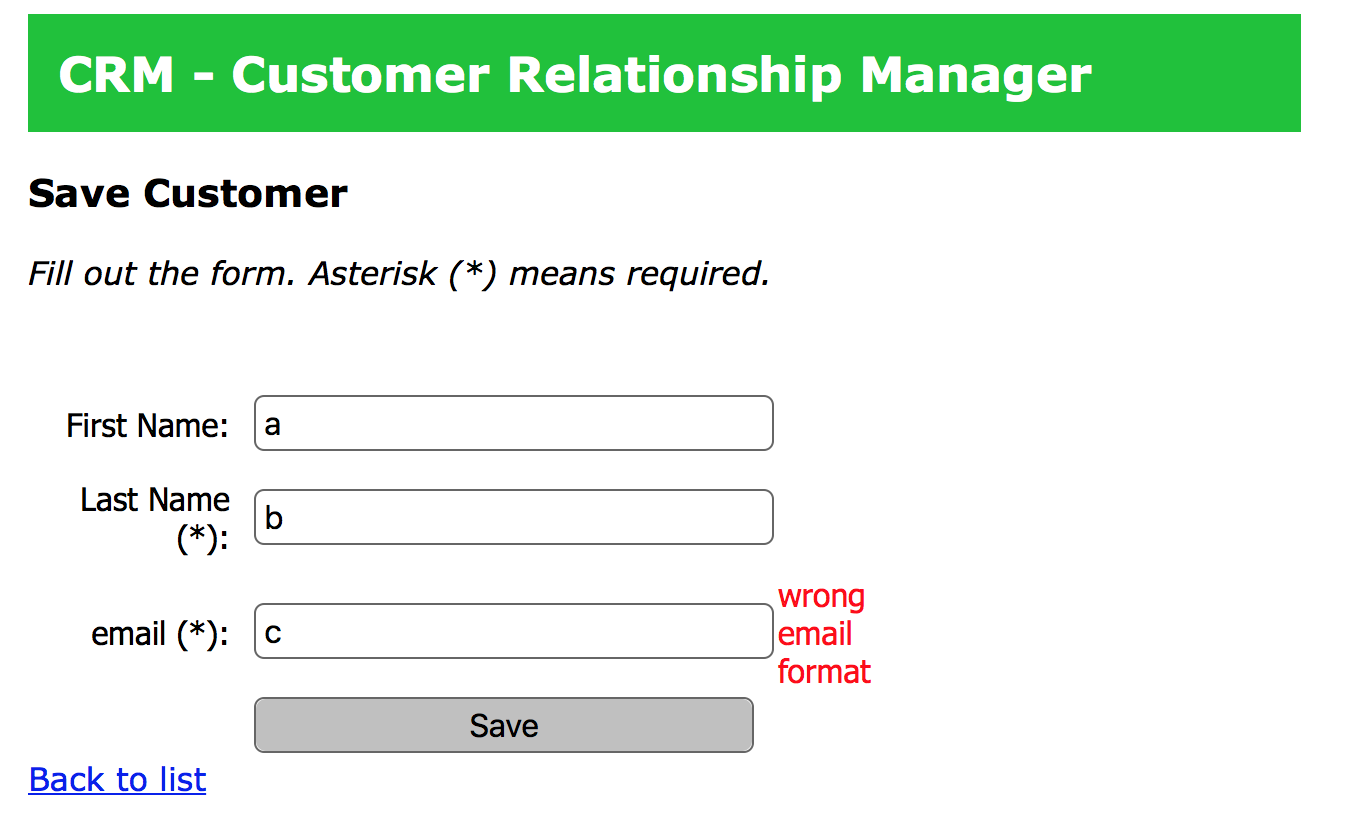 CRM - Customer Relationship Manager
Save Customer
Fill out the form. Asterisk (*) means required.
First Name: a
Last Name
(*): b
wrong
email (*): c email
format
Save
Back to list